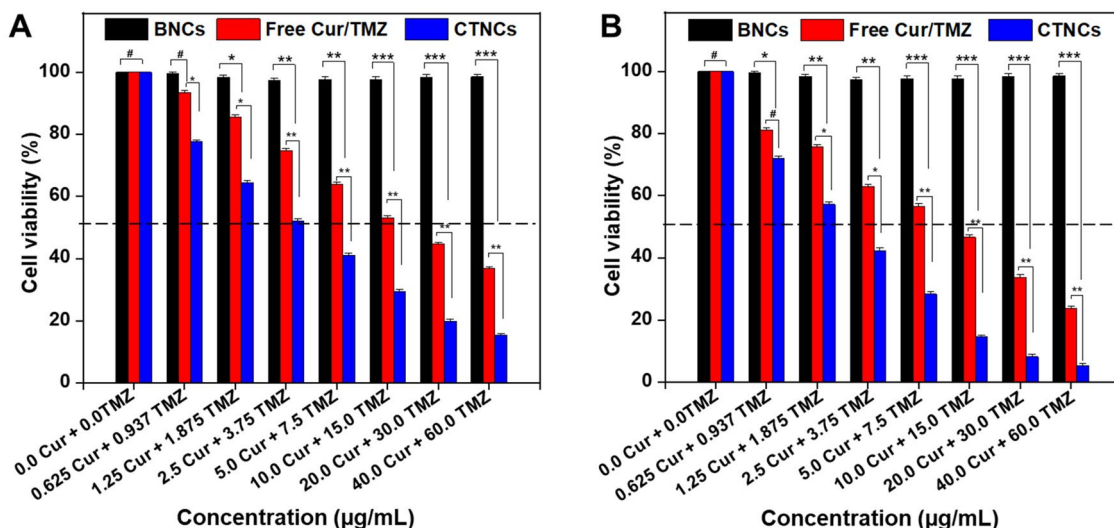 A
BNCs Free Cur/TMZ CTNCs
# # * ** ** *** *** ***
* * ** ** ** ** **
100
80
60
40
20
0
Cell viability (%)
0.0 Cur + 0.0TMZ
0.625 Cur + 0.937 TMZ
1.25 Cur + 1.875 TMZ
2.5 Cur + 3.75 TMZ
5.0 Cur + 7.5 TMZ
10.0 Cur + 15.0 TMZ
20.0 Cur + 30.0 TMZ
40.0 Cur + 60.0 TMZ
Concentration (µg/mL)
B
BNCs Free Cur/TMZ CTNCs
# * ** ** *** *** *** ***
# * * ** ** ** **
100
80
60
40
20
0
Cell viability (%)
0.0 Cur + 0.0TMZ
0.625 Cur + 0.937 TMZ
1.25 Cur + 1.875 TMZ
2.5 Cur + 3.75 TMZ
5.0 Cur + 7.5 TMZ
10.0 Cur + 15.0 TMZ
20.0 Cur + 30.0 TMZ
40.0 Cur + 60.0 TMZ
Concentration (µg/mL)